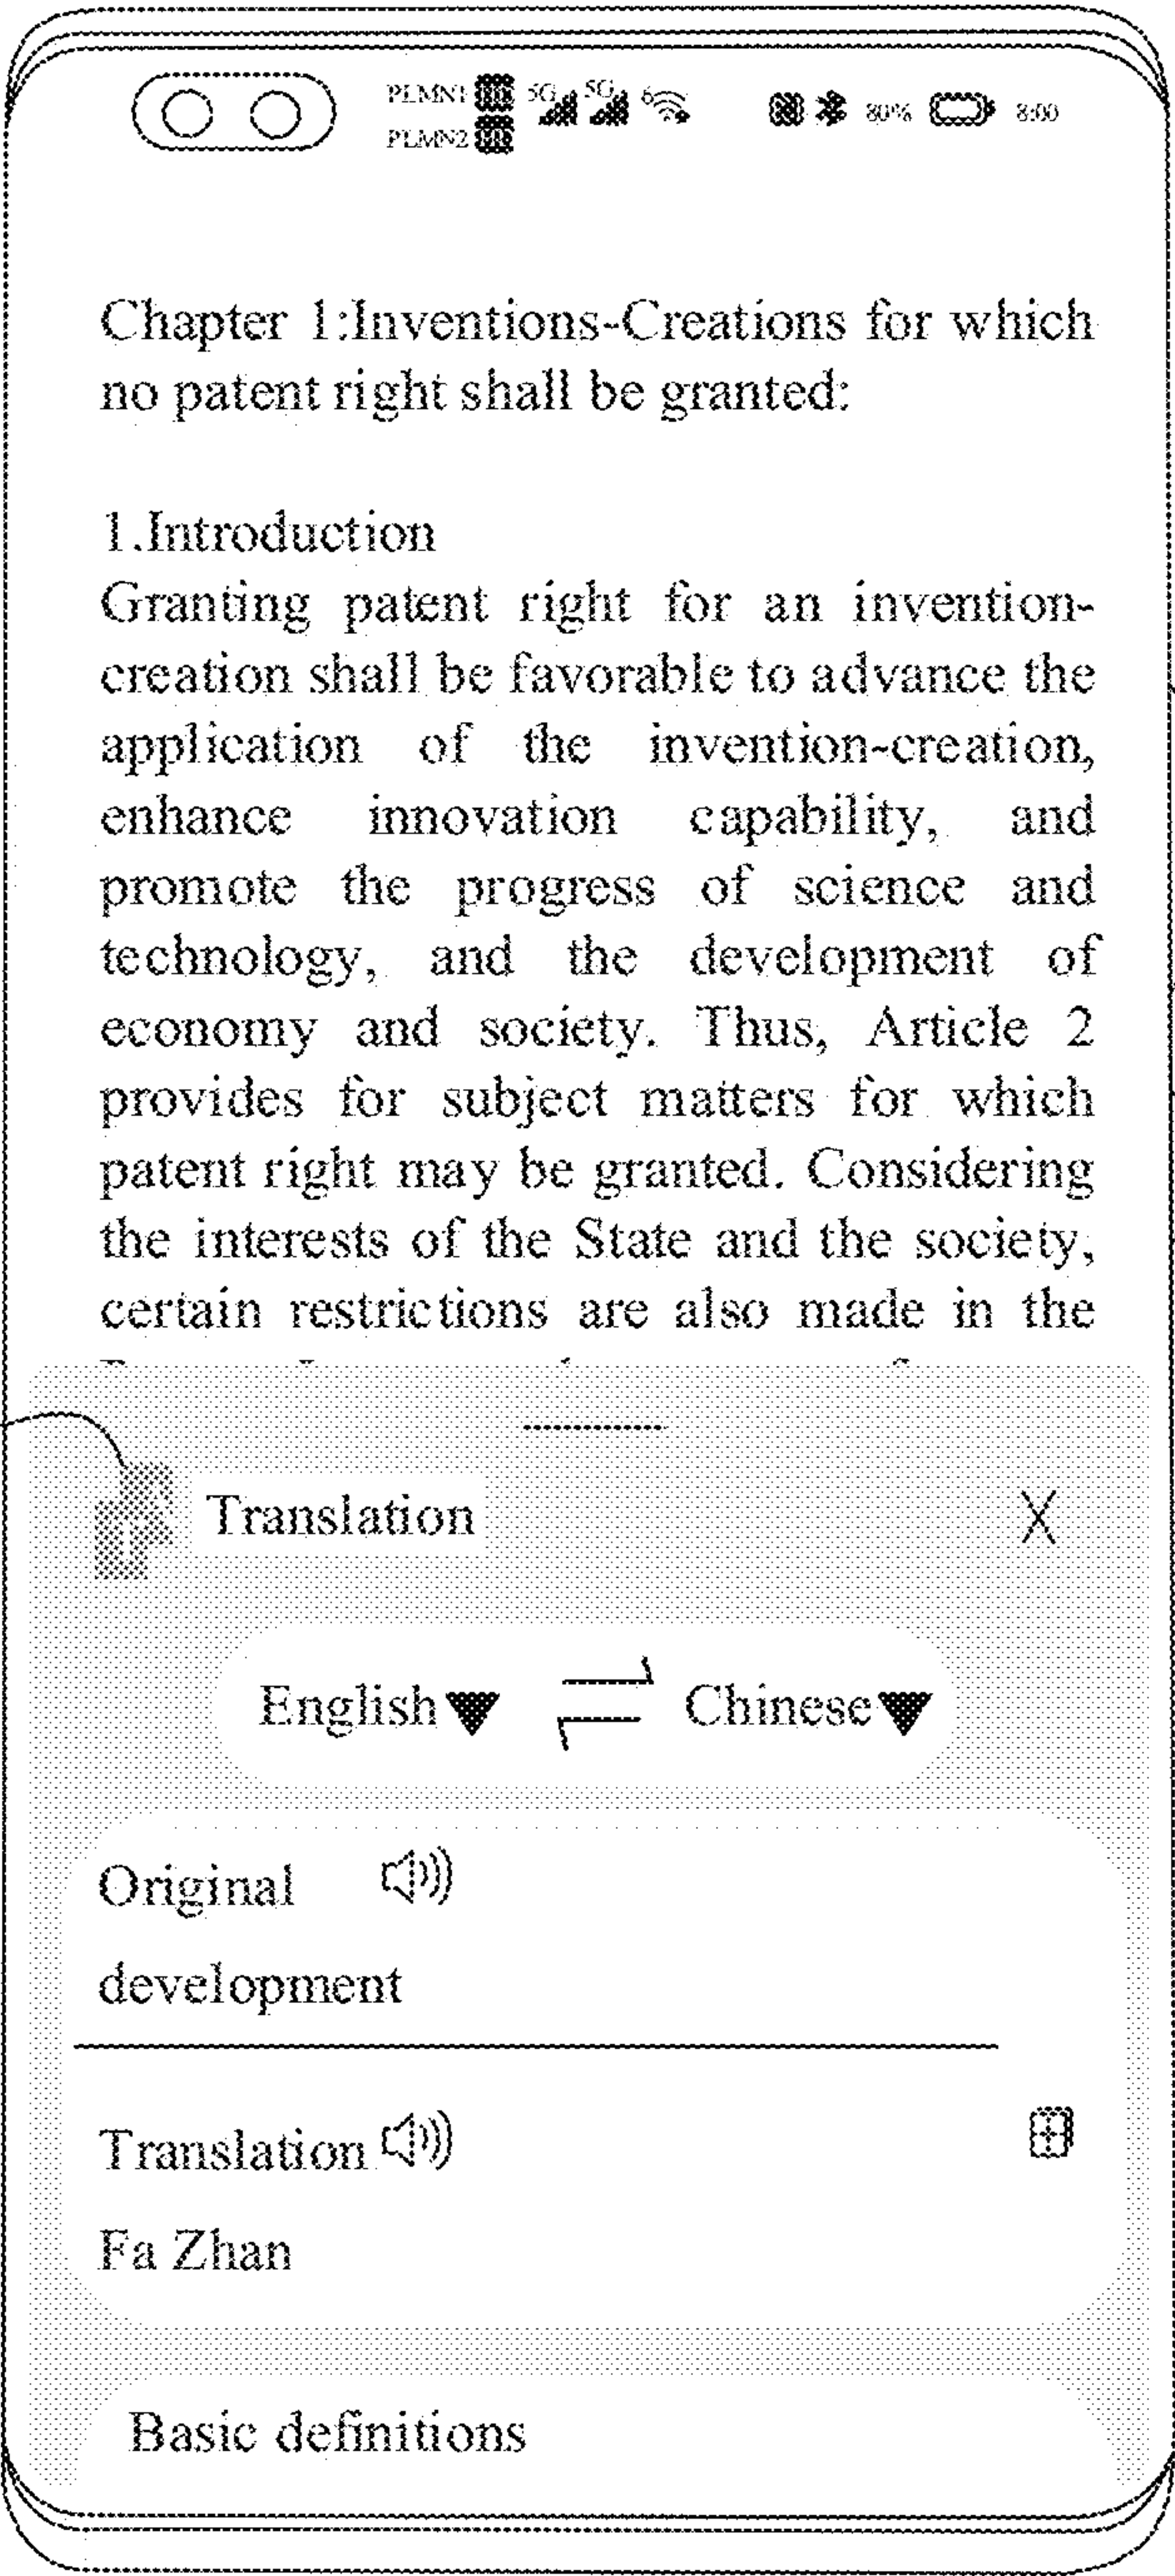 PLMN1 5G 5G 6 80% 8:00
PLMN2
Chapter 1:Inventions-Creations for which
no patent right shall be granted:
1.Introduction
Granting patent right for an invention-
creation shall be favorable to advance the
application of the invention-creation,
enhance innovation capability, and
promote the progress of science and
technology, and the development of
economy and society. Thus, Article 2
provides for subject matters for which
patent right may be granted. Considering
the interests of the State and the society,
certain restrictions are also made in the
Translation X
English Chinese
Original
development
Translation
Fa Zhan
Basic definitions